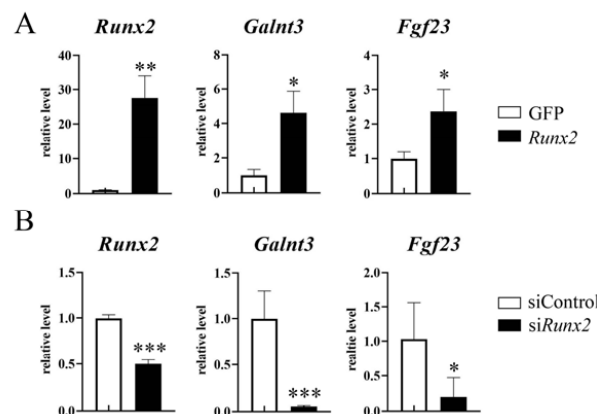 A
Runx2
Galnt3
Fgf23
relative level
40
30
20
10
0
**
relative level
8
6
4
2
0
*
relative level
4
3
2
1
0
*
GFP
Runx2
B
Runx2
Galnt3
Fgf23
relative level
1.5
1.0
0.5
0.0
***
relative level
1.5
1.0
0.5
0.0
***
realtie level
2.0
1.5
1.0
0.5
0.0
*
siControl
siRunx2